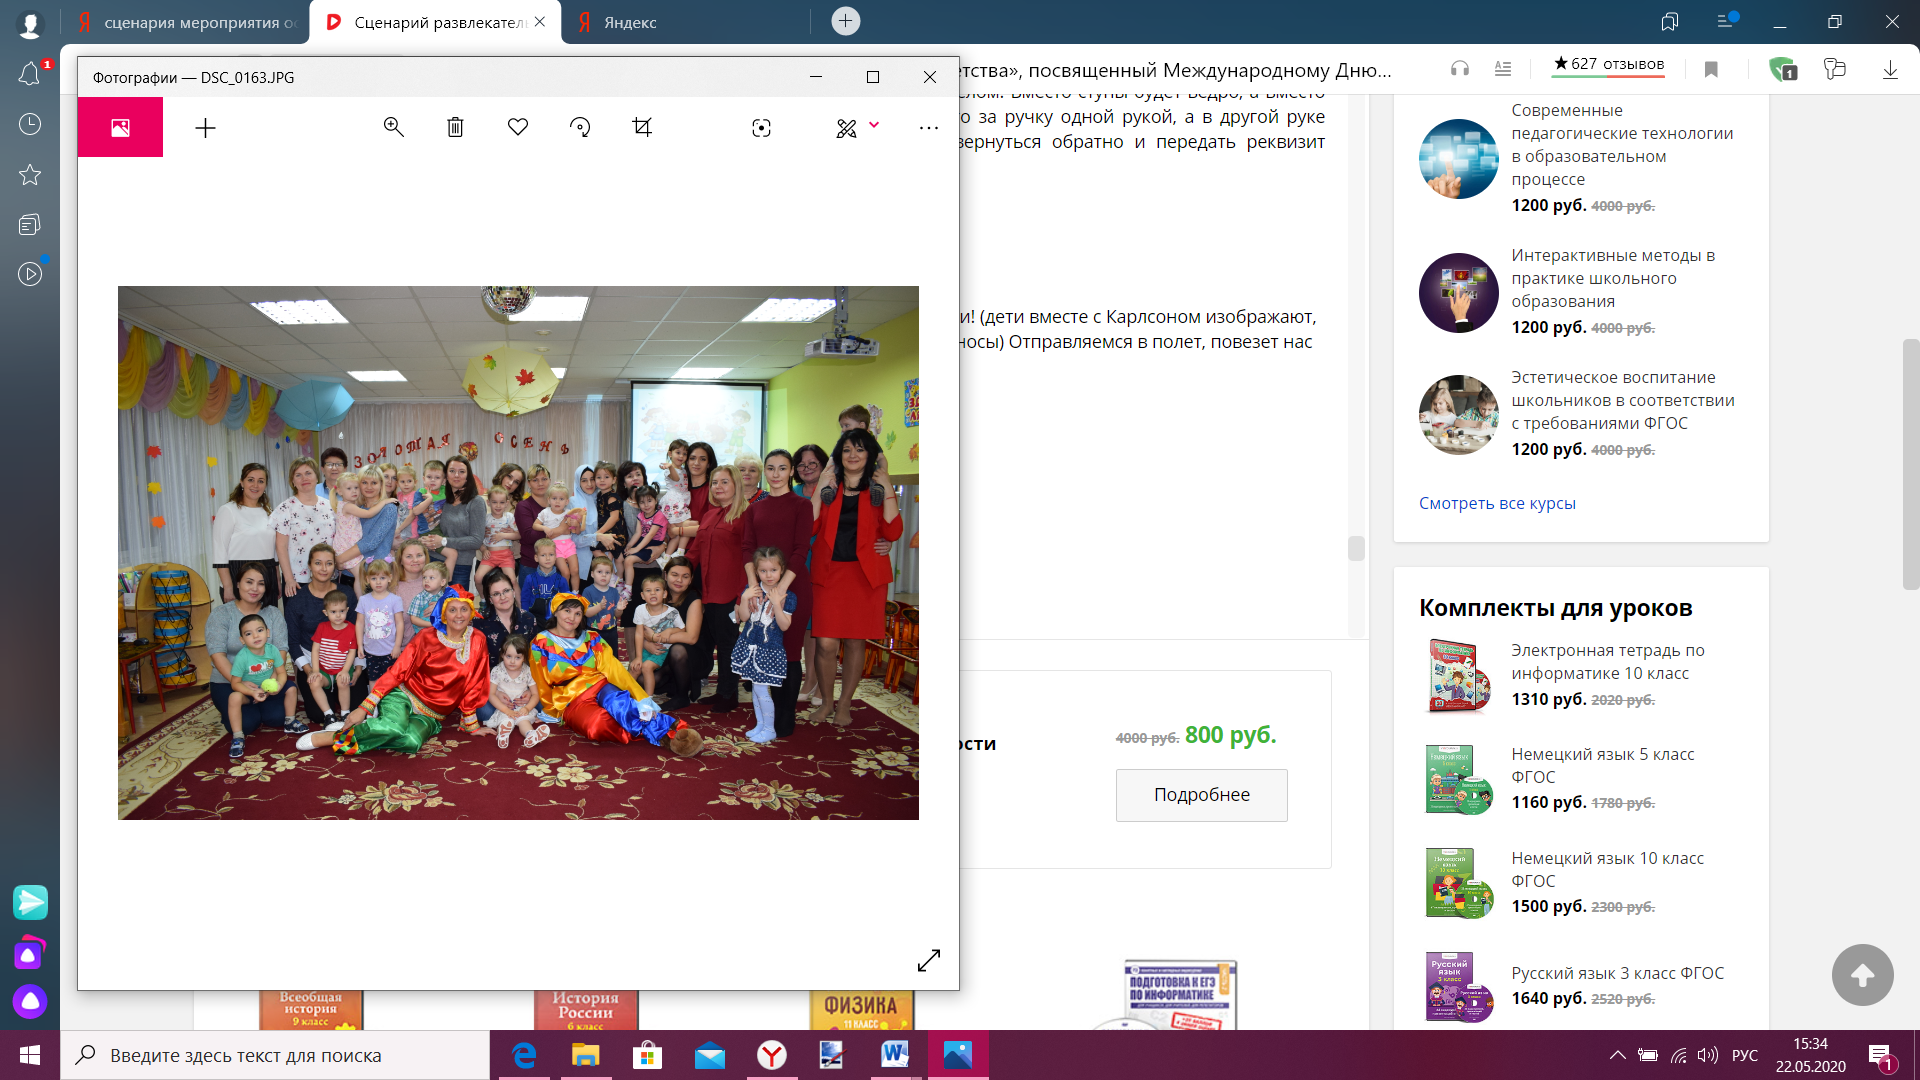 сценария мероприятия ос
Сценарий развлекател
Яндекс
етства», посвященный Международному Дню...
627 отзывов
1
1
Фотографии — DSC_0163.JPG
о за ручку одной рукой, а в другой руке
вернуться обратно и передать реквизит
и! (дети вместе с Карлсоном изображают,
носы) Отправляемся в полет, повезет нас
ЗОЛОТАЯ ОСЕНЬ
ости
4000 руб. 800 руб.
Подробнее
Современные
педагогические технологии
в образовательном
процессе
1200 руб. 4000 руб.
Интерактивные методы в
практике школьного
образования
1200 руб. 4000 руб.
Эстетическое воспитание
школьников в соответствии
с требованиями ФГОС
1200 руб. 4000 руб.
Смотреть все курсы
Комплекты для уроков
Электронная тетрадь по
информатике 10 класс
1310 руб. 2020 руб.
Немецкий язык 5 класс
ФГОС
1160 руб. 1780 руб.
Немецкий язык 10 класс
ФГОС
1500 руб. 2300 руб.
Русский язык 3 класс ФГОС
1640 руб. 2520 руб.
Всеобщая
история
9 класс
История
России
6 класс
ФИЗИКА
11 КЛАСС
ПОДГОТОВКА К ЕГЭ
ПО ИНФОРМАТИКЕ
Введите здесь текст для поиска
РУС
15:34
22.05.2020
1